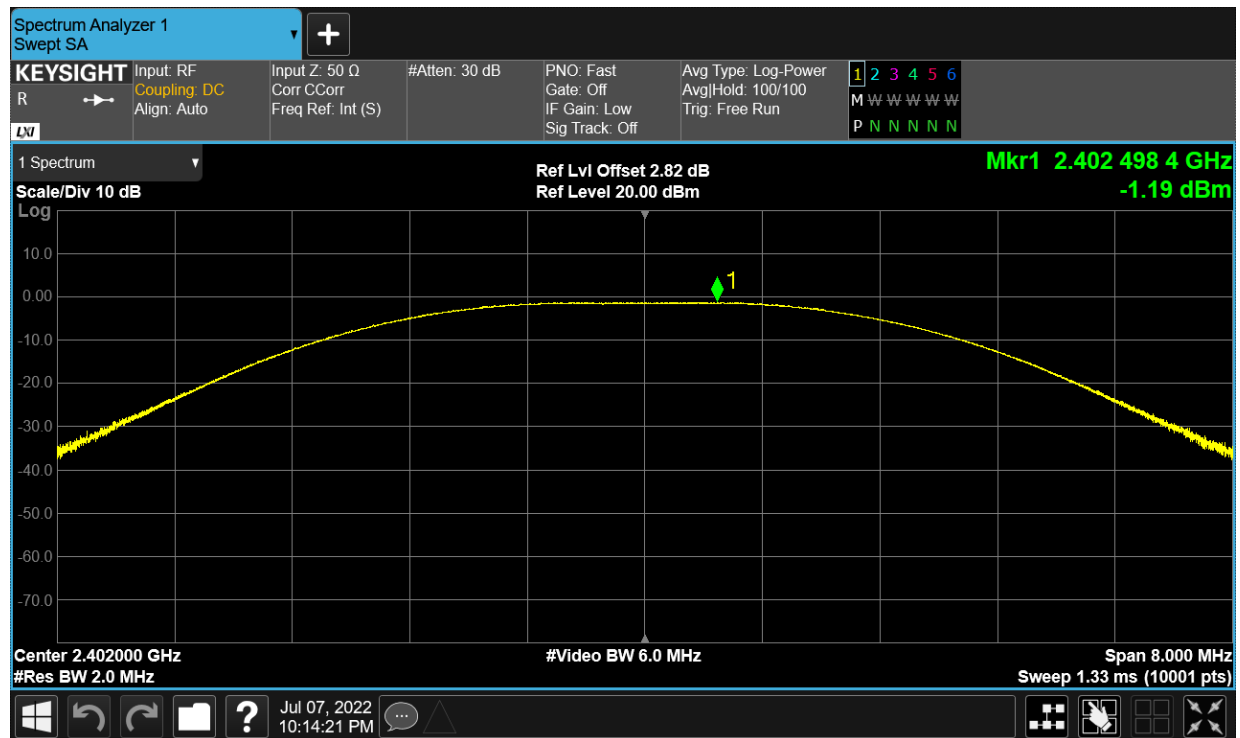 Spectrum Analyzer 1
Swept SA
KEYSIGHT
R
LXI
Input: RF
Coupling: DC
Align: Auto
Input Z: 50 Ω
Corr CCorr
Freq Ref: Int (S)
#Atten: 30 dB
PNO: Fast
Gate: Off
IF Gain: Low
Sig Track: Off
Avg Type: Log-Power
Avg|Hold: 100/100
Trig: Free Run
1 2 3 4 5 6
M W W W W W
P N N N N N
1 Spectrum
Scale/Div 10 dB
Log
Ref Lvl Offset 2.82 dB
Ref Level 20.00 dBm
Mkr1 2.402 498 4 GHz
-1.19 dBm
1
10.0
0.00
-10.0
-20.0
-30.0
-40.0
-50.0
-60.0
-70.0
Center 2.402000 GHz
#Res BW 2.0 MHz
#Video BW 6.0 MHz
Span 8.000 MHz
Sweep 1.33 ms (10001 pts)
?
Jul 07, 2022
10:14:21 PM